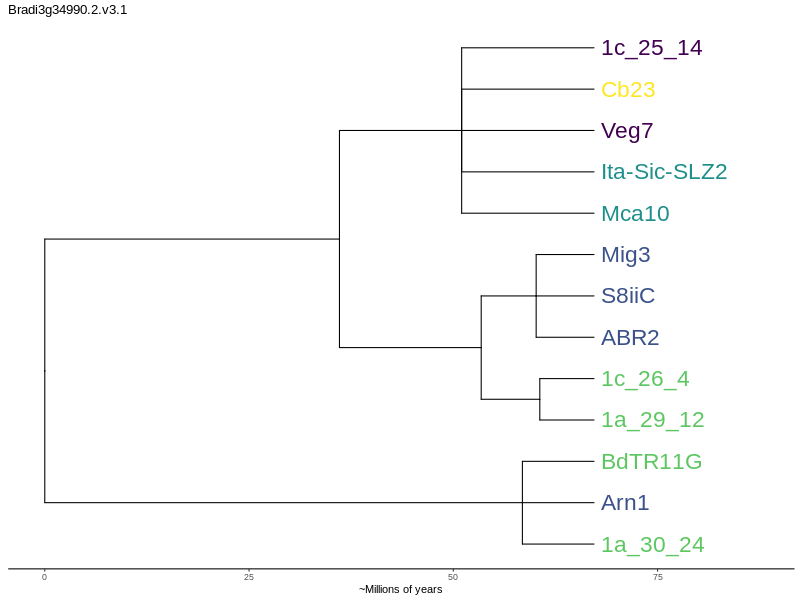 Bradi3g34990.2.v3.1
1c_25_14
Cb23
Veg7
Ita-Sic-SLZ2
Mca10
Mig3
S8iiC
ABR2
1c_26_4
1a_29_12
BdTR11G
Arn1
1a_30_24
0 25 50 75
~Millions of years